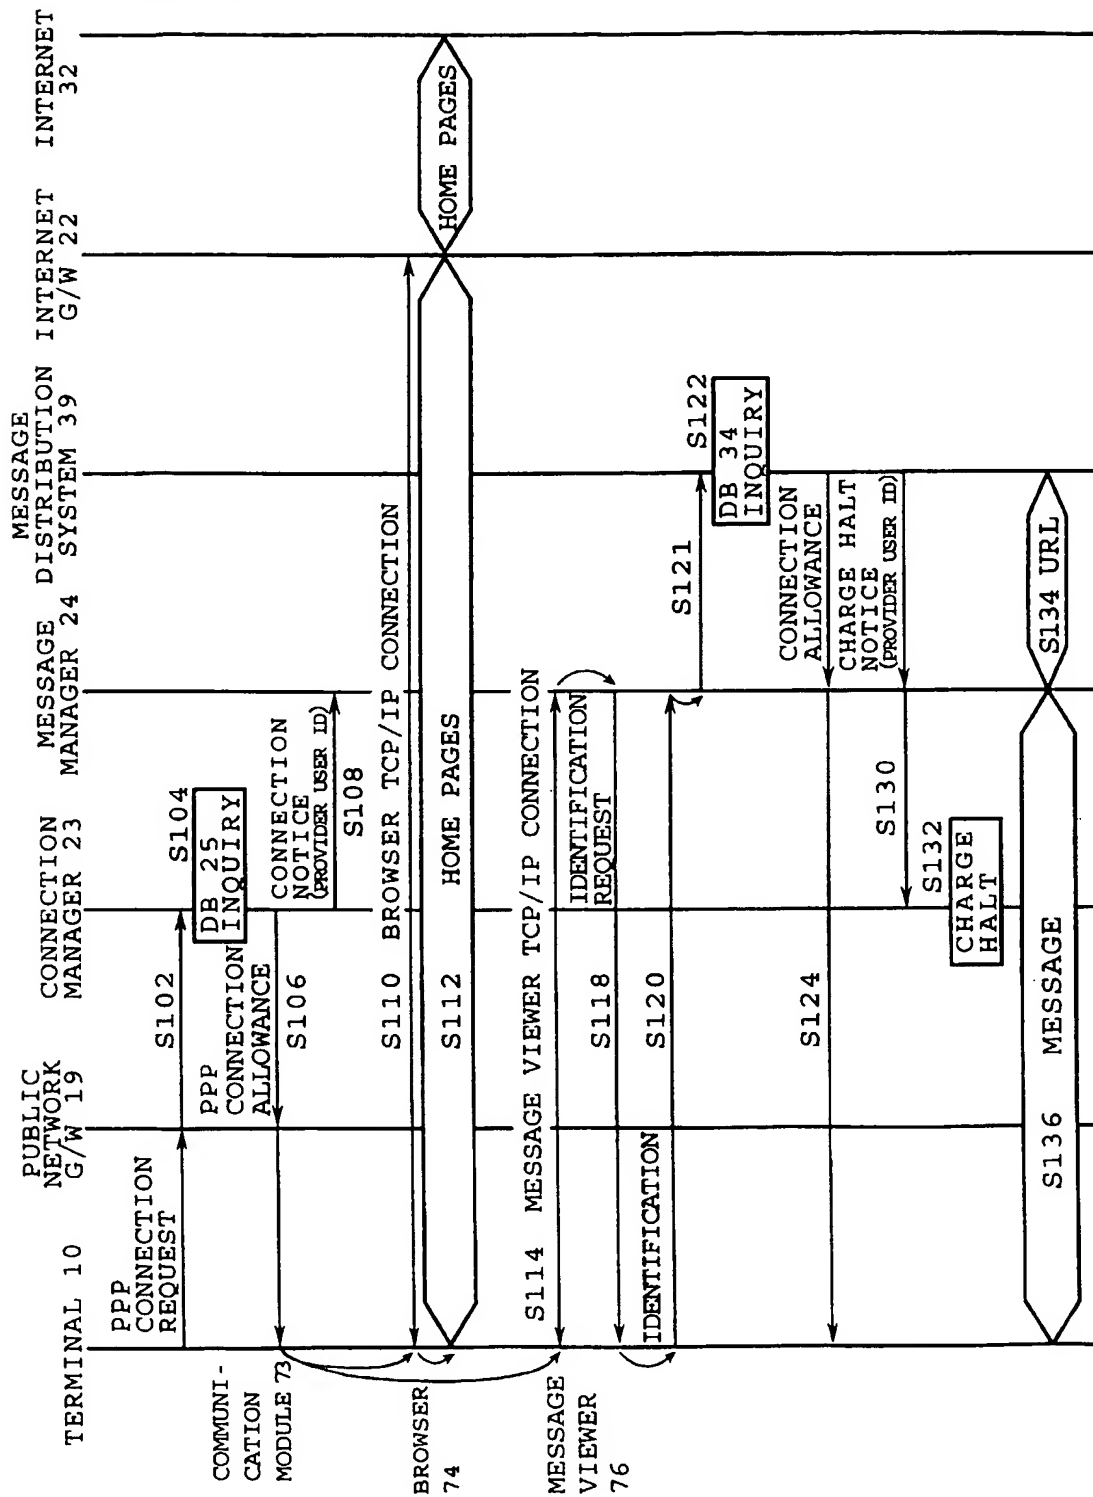 TERMINAL 10
PUBLIC
NETWORK
G/W 19
CONNECTION
MANAGER 23
MESSAGE
MANAGER 24
MESSAGE
DISTRIBUTION
SYSTEM 39
INTERNET
G/W 22
INTERNET
32
PPP
CONNECTION
REQUEST
S102
S104
DB 25
INQUIRY
PPP
CONNECTION
ALLOWANCE
S106
CONNECTION
NOTICE
(PROVIDER USER ID)
S108
COMMUNI-
CATION
MODULE 73
S110 BROWSER TCP/IP CONNECTION
BROWSER
74
S112 HOME PAGES
HOME PAGES
S114 MESSAGE VIEWER TCP/IP CONNECTION
MESSAGE
VIEWER
76
IDENTIFICATION
REQUEST
S118
IDENTIFICATION
S120
S121
S122
DB 34
INQUIRY
CONNECTION
ALLOWANCE
S124
CHARGE HALT
NOTICE
(PROVIDER USER ID)
S130
S132
CHARGE
HALT
S134 URL
S136 MESSAGE